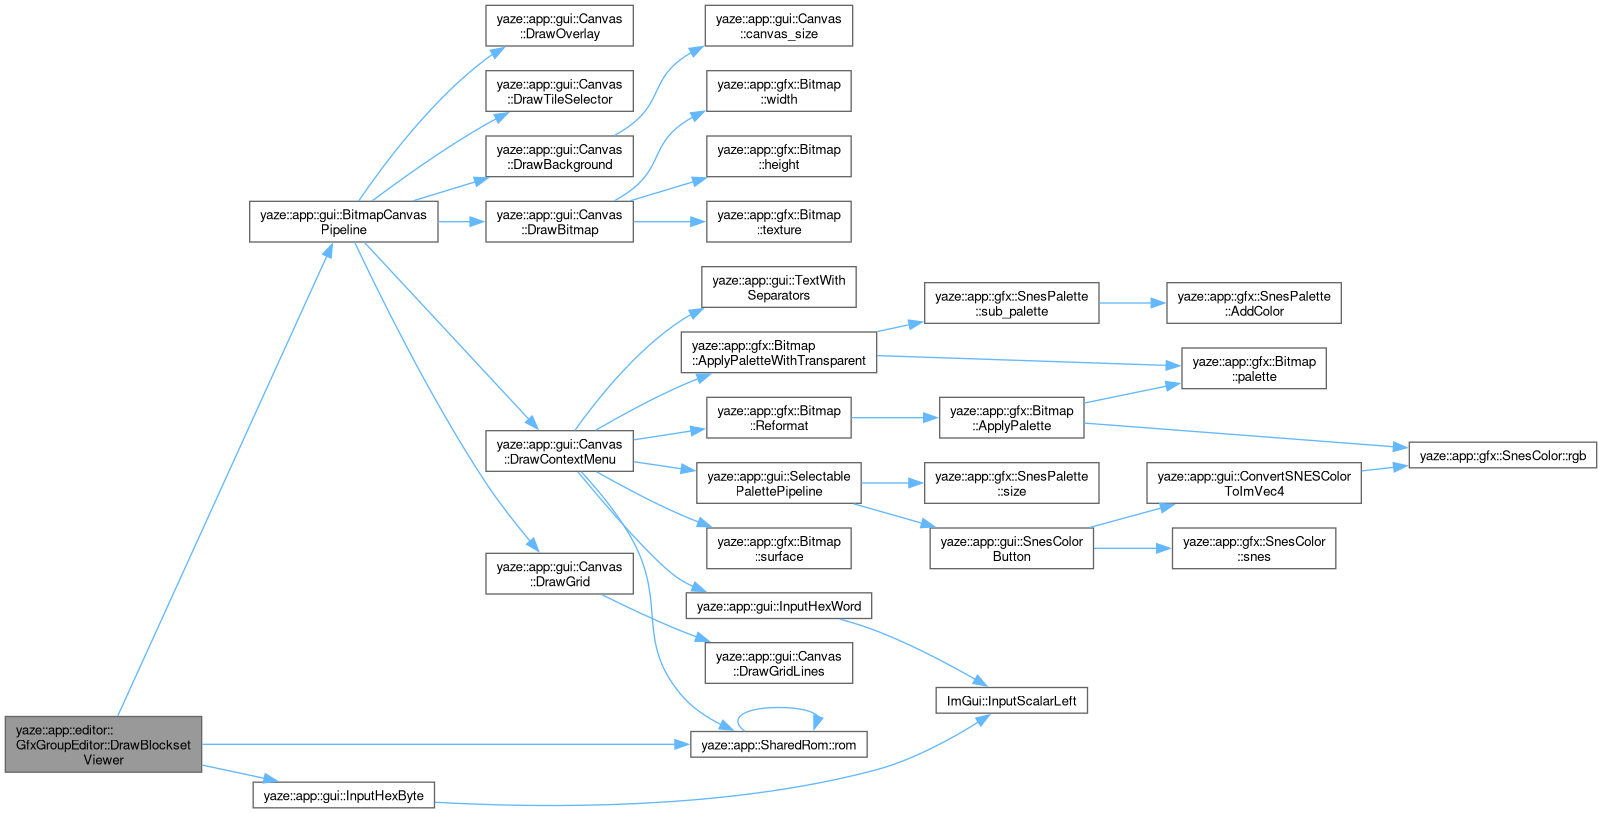 yaze::app::gui::Canvas
::DrawOverlay
yaze::app::gui::Canvas
::canvas_size
yaze::app::gui::Canvas
::DrawTileSelector
yaze::app::gfx::Bitmap
::width
yaze::app::gui::Canvas
::DrawBackground
yaze::app::gfx::Bitmap
::height
yaze::app::gui::BitmapCanvas
Pipeline
yaze::app::gui::Canvas
::DrawBitmap
yaze::app::gfx::Bitmap
::texture
yaze::app::gui::TextWith
Separators
yaze::app::gfx::SnesPalette
::sub_palette
yaze::app::gfx::SnesPalette
::AddColor
yaze::app::gfx::Bitmap
::ApplyPaletteWithTransparent
yaze::app::gfx::Bitmap
::palette
yaze::app::gfx::Bitmap
::Reformat
yaze::app::gfx::Bitmap
::ApplyPalette
yaze::app::gui::Canvas
::DrawContextMenu
yaze::app::gfx::SnesColor::rgb
yaze::app::gui::Selectable
PalettePipeline
yaze::app::gfx::SnesPalette
::size
yaze::app::gui::ConvertSNESColor
ToImVec4
yaze::app::gfx::Bitmap
::surface
yaze::app::gui::SnesColor
Button
yaze::app::gfx::SnesColor
::snes
yaze::app::gui::Canvas
::DrawGrid
yaze::app::gui::InputHexWord
yaze::app::gui::Canvas
::DrawGridLines
ImGui::InputScalarLeft
yaze::app::editor::
GfxGroupEditor::DrawBlockset
Viewer
yaze::app::SharedRom::rom
yaze::app::gui::InputHexByte